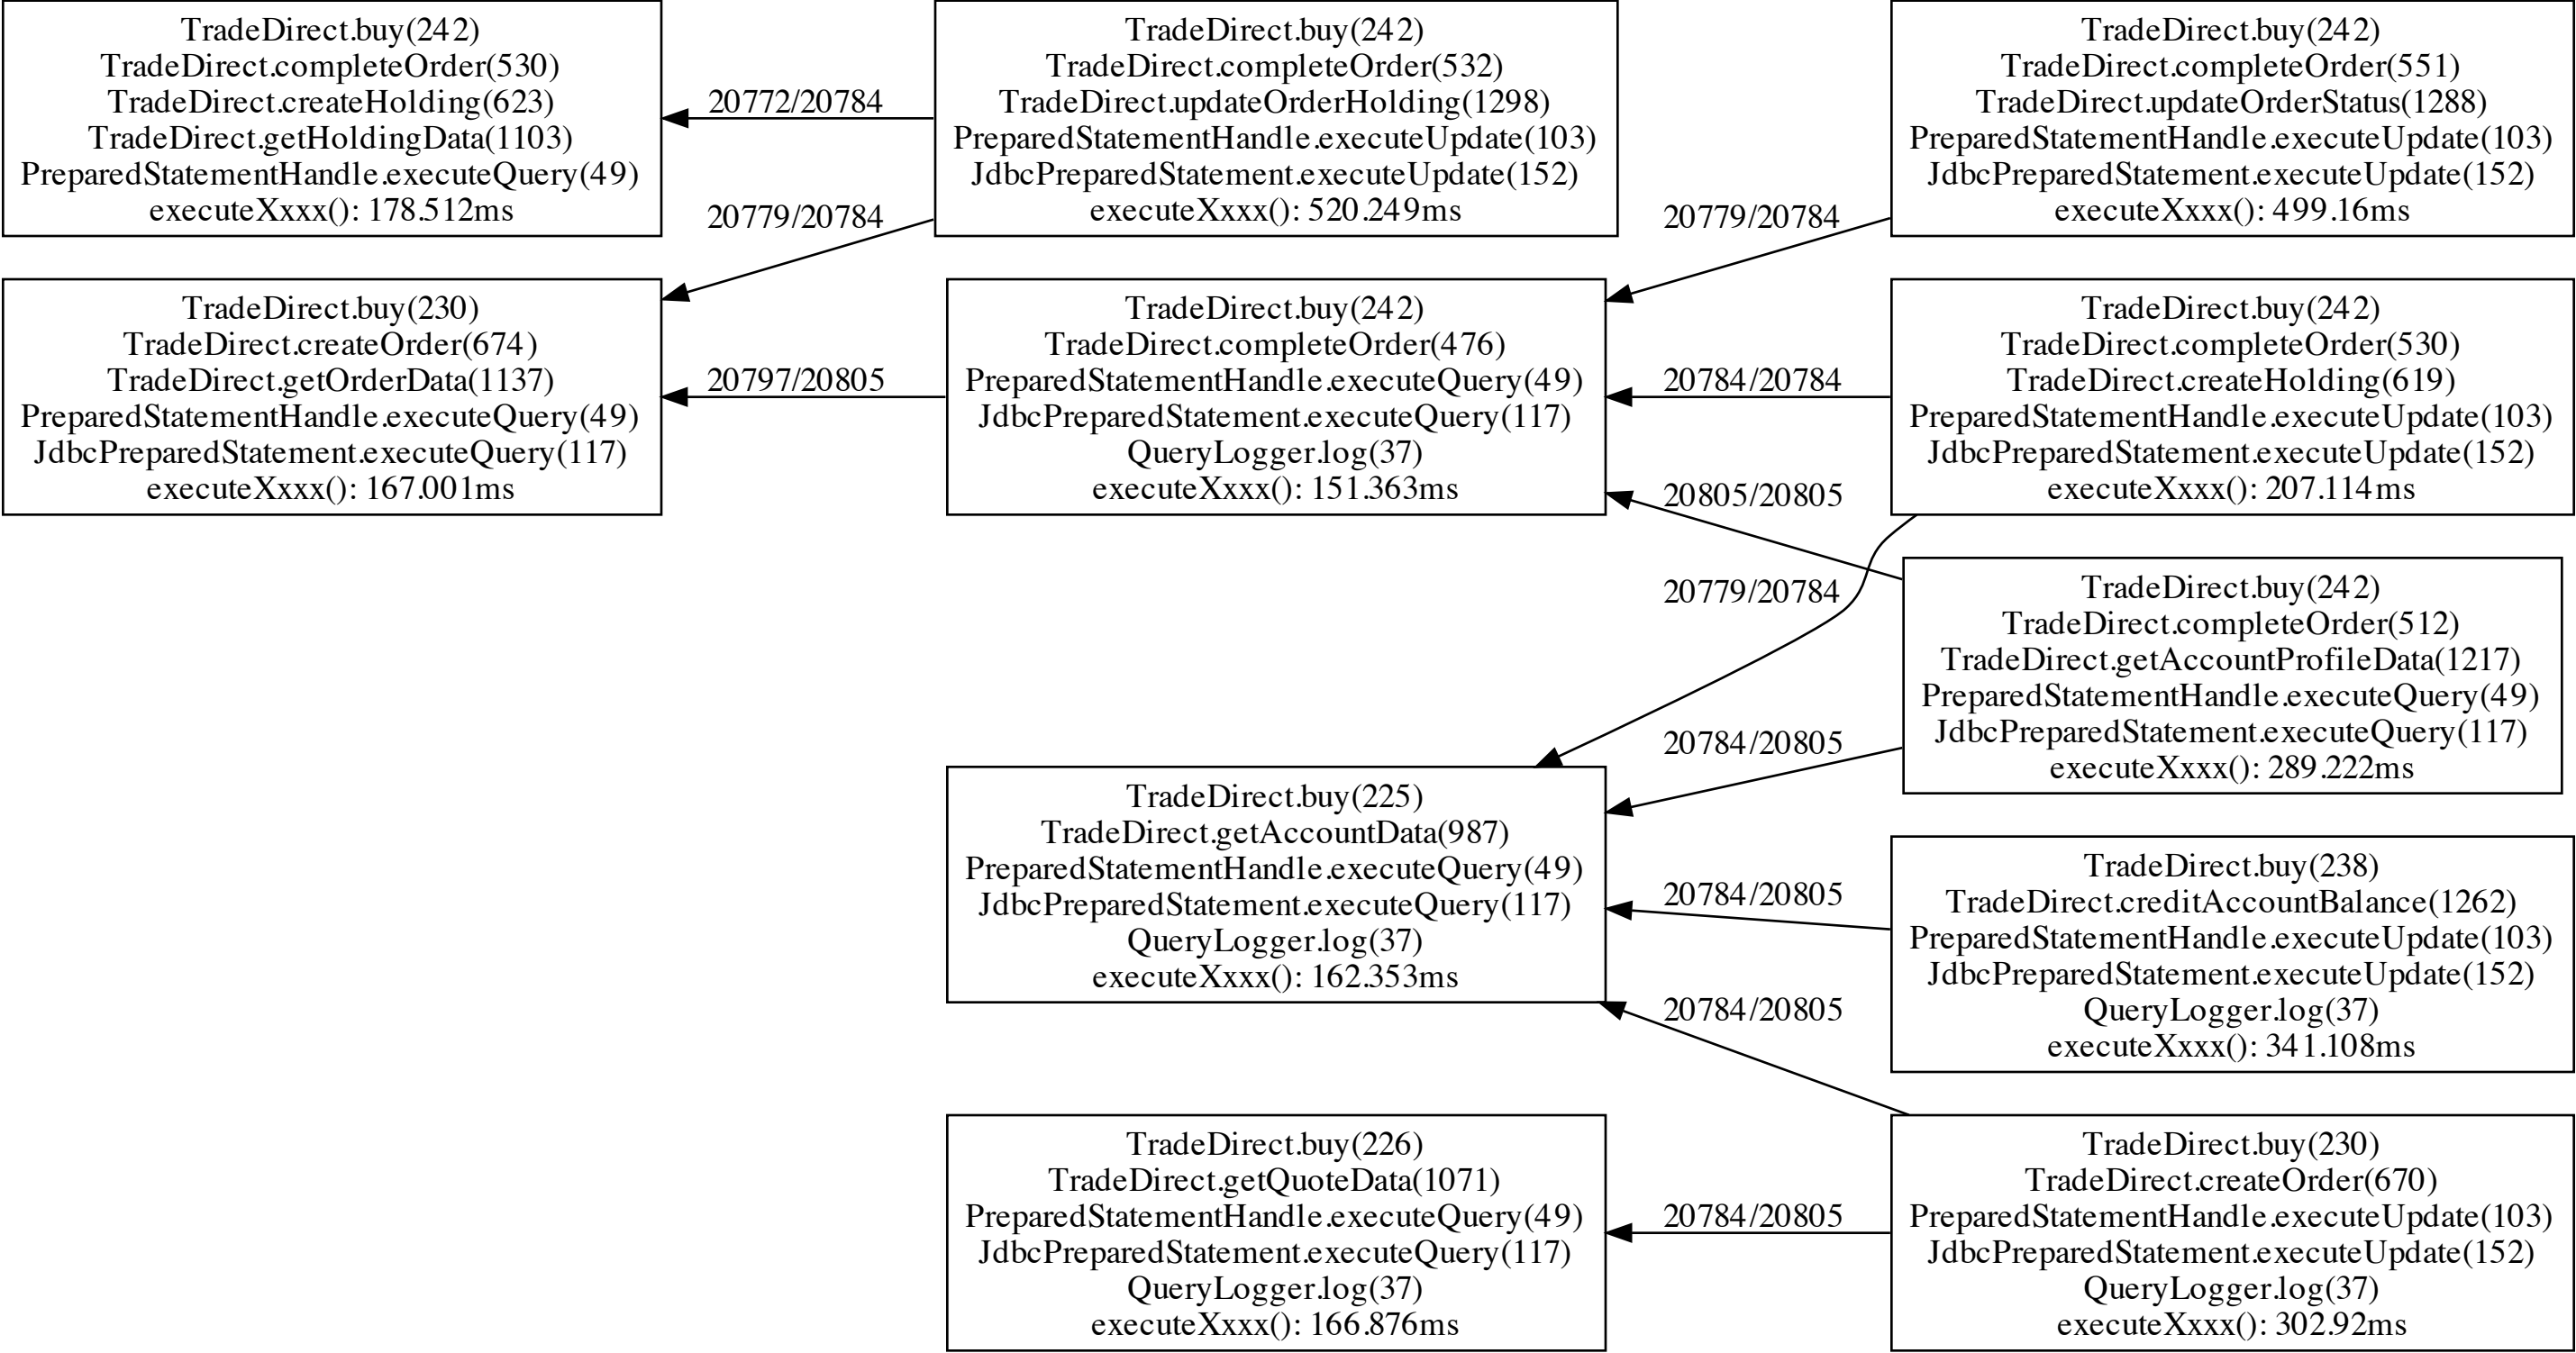 TradeDirect.buy(242)
TradeDirect.completeOrder(530)
TradeDirect.createHolding(623)
TradeDirect.getHoldingData(1103)
PreparedStatementHandle.executeQuery(49)
executeXxxx(): 178.512ms
20772/20784
TradeDirect.buy(242)
TradeDirect.completeOrder(532)
TradeDirect.updateOrderHolding(1298)
PreparedStatementHandle.executeUpdate(103)
JdbcPreparedStatement.executeUpdate(152)
executeXxxx(): 520.249ms
TradeDirect.buy(242)
TradeDirect.completeOrder(551)
TradeDirect.updateOrderStatus(1288)
PreparedStatementHandle.executeUpdate(103)
JdbcPreparedStatement.executeUpdate(152)
executeXxxx(): 499.16ms
20779/20784
20779/20784
TradeDirect.buy(230)
TradeDirect.createOrder(674)
TradeDirect.getOrderData(1137)
PreparedStatementHandle.executeQuery(49)
JdbcPreparedStatement.executeQuery(117)
executeXxxx(): 167.001ms
20797/20805
TradeDirect.buy(242)
TradeDirect.completeOrder(476)
PreparedStatementHandle.executeQuery(49)
JdbcPreparedStatement.executeQuery(117)
QueryLogger.log(37)
executeXxxx(): 151.363ms
20784/20784
TradeDirect.buy(242)
TradeDirect.completeOrder(530)
TradeDirect.createHolding(619)
PreparedStatementHandle.executeUpdate(103)
JdbcPreparedStatement.executeUpdate(152)
executeXxxx(): 207.114ms
20805/20805
20779/20784
TradeDirect.buy(242)
TradeDirect.completeOrder(512)
TradeDirect.getAccountProfileData(1217)
PreparedStatementHandle.executeQuery(49)
JdbcPreparedStatement.executeQuery(117)
executeXxxx(): 289.222ms
20784/20805
TradeDirect.buy(225)
TradeDirect.getAccountData(987)
PreparedStatementHandle.executeQuery(49)
JdbcPreparedStatement.executeQuery(117)
QueryLogger.log(37)
executeXxxx(): 162.353ms
20784/20805
TradeDirect.buy(238)
TradeDirect.creditAccountBalance(1262)
PreparedStatementHandle.executeUpdate(103)
JdbcPreparedStatement.executeUpdate(152)
QueryLogger.log(37)
executeXxxx(): 341.108ms
20784/20805
TradeDirect.buy(226)
TradeDirect.getQuoteData(1071)
PreparedStatementHandle.executeQuery(49)
JdbcPreparedStatement.executeQuery(117)
QueryLogger.log(37)
executeXxxx(): 166.876ms
20784/20805
TradeDirect.buy(230)
TradeDirect.createOrder(670)
PreparedStatementHandle.executeUpdate(103)
JdbcPreparedStatement.executeUpdate(152)
QueryLogger.log(37)
executeXxxx(): 302.92ms